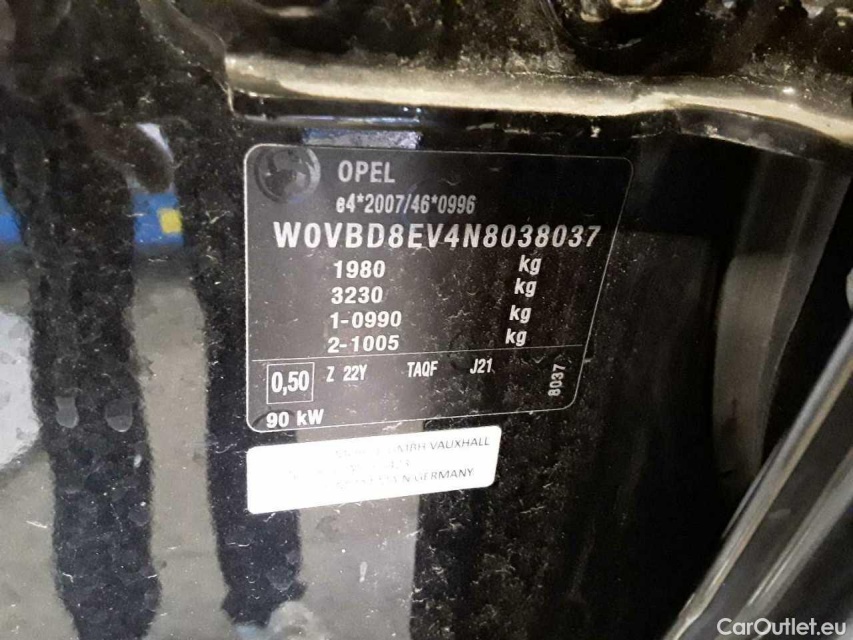 OPEL
e4*2007/46*0996
W0VBD8EV4N8038037
1980 kg
3230 kg
1-0990 kg
2-1005 kg
0,50 Z 22Y TAQF J21 8037
90 kW
GMBH VAUXHALL
GERMANY
CarOutlet.eu